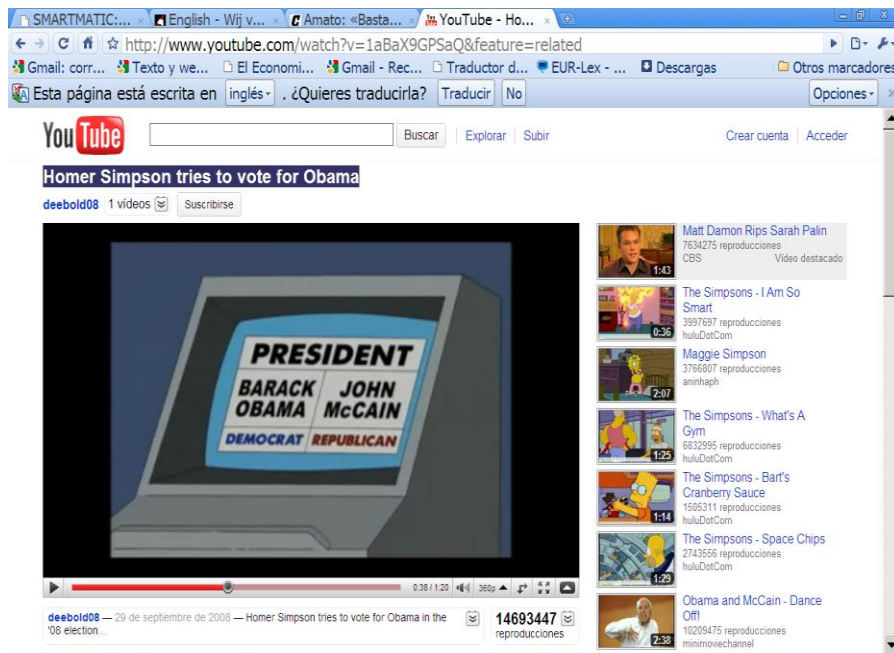 SMARTMATIC:...
English - Wij v...
Amato: «Basta...
YouTube - Ho...
http://www.youtube.com/watch?v=1aBaX9GPSaQ&feature=related
Gmail: corr...
Texto y we...
El Economi...
Gmail - Rec...
Traductor d...
EUR-Lex - ...
Descargas
Otros marcadores
Esta página está escrita en inglés . ¿Quieres traducirla? Traducir No Opciones
YouTube
Buscar
Explorar
Subir
Crear cuenta
Acceder
Homer Simpson tries to vote for Obama
deebold08 1 vídeos Suscribirse
PRESIDENT
BARACK OBAMA
JOHN McCAIN
DEMOCRAT
REPUBLICAN
0:38 / 1:20 360p
deebold08 — 29 de septiembre de 2008 — Homer Simpson tries to vote for Obama in the
'08 election...
14693447
reproducciones
Matt Damon Rips Sarah Palin
7634275 reproducciones
CBS Vídeo destacado
1:43
The Simpsons - I Am So
Smart
3997697 reproducciones
huluDotCom
0:36
Maggie Simpson
3766807 reproducciones
aninhaph
2:07
The Simpsons - What's A
Gym
6832995 reproducciones
huluDotCom
1:25
The Simpsons - Bart's
Cranberry Sauce
1505311 reproducciones
huluDotCom
1:14
The Simpsons - Space Chips
2743556 reproducciones
huluDotCom
1:29
Obama and McCain - Dance
Off!
10209475 reproducciones
minimoviechannel
2:38